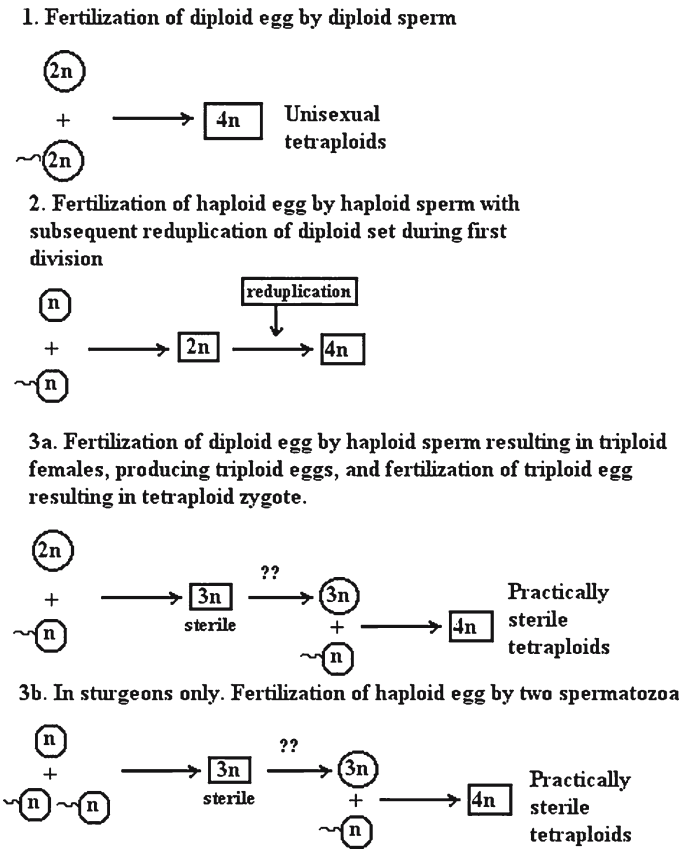 1. Fertilization of diploid egg by diploid sperm
2n
+
2n
4n
Unisexual
tetraploids
2. Fertilization of haploid egg by haploid sperm with
subsequent reduplication of diploid set during first
division
n
+
n
2n
reduplication
4n
3a. Fertilization of diploid egg by haploid sperm resulting in triploid
females, producing triploid eggs, and fertilization of triploid egg
resulting in tetraploid zygote.
2n
+
n
3n
sterile
??
3n
+
n
4n
Practically
sterile
tetraploids
3b. In sturgeons only. Fertilization of haploid egg by two spermatozoa
n
+
n n
3n
sterile
??
3n
+
n
4n
Practically
sterile
tetraploids